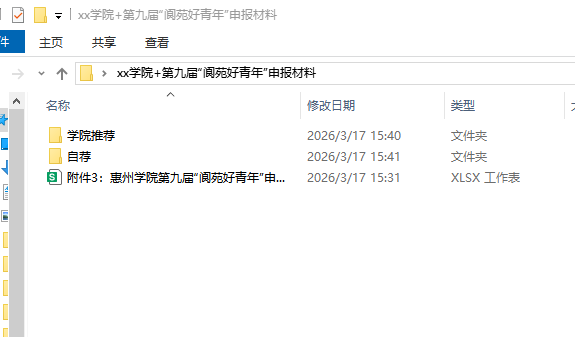 xx学院+第九届“阆苑好青年”申报材料
件 主页 共享 查看
xx学院+第九届“阆苑好青年”申报材料
名称 修改日期 类型
学院推荐 2026/3/17 15:40 文件夹
自荐 2026/3/17 15:41 文件夹
附件3：惠州学院第九届“阆苑好青年”申... 2026/3/17 15:31 XLSX 工作表